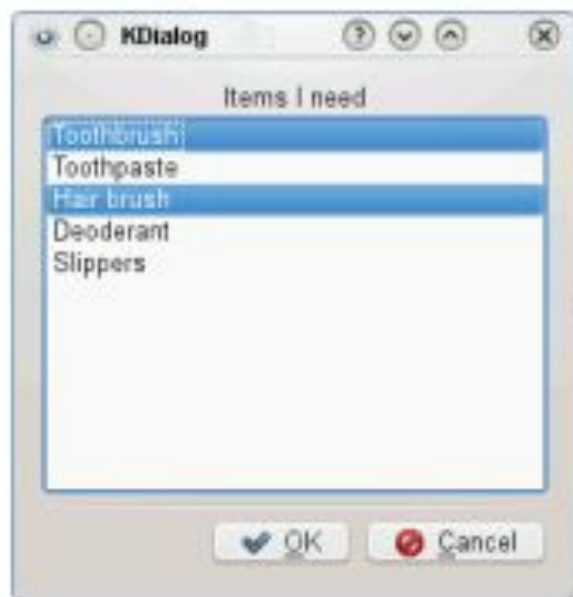 KDialog
Items I need
Toothbrush
Toothpaste
Hair brush
Deoderant
Slippers
OK
Cancel